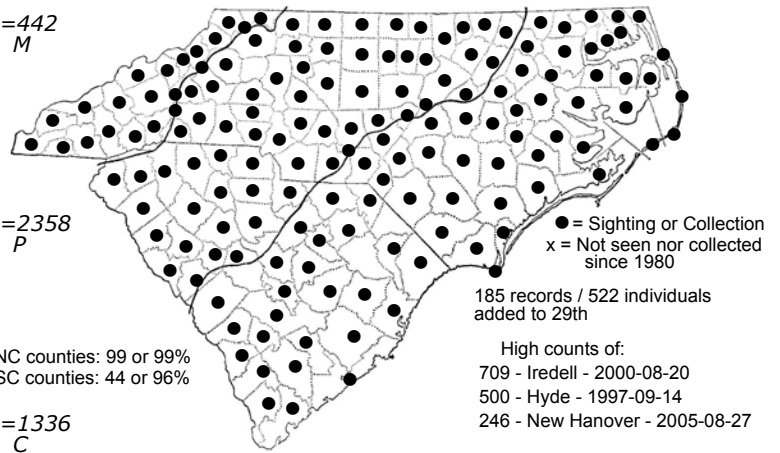 =442
M
=2358
P
● = Sighting or Collection
x = Not seen nor collected
since 1980
185 records / 522 individuals
added to 29th
NC counties: 99 or 99%
SC counties: 44 or 96%
High counts of:
709 - Iredell - 2000-08-20
500 - Hyde - 1997-09-14
246 - New Hanover - 2005-08-27
=1336
C